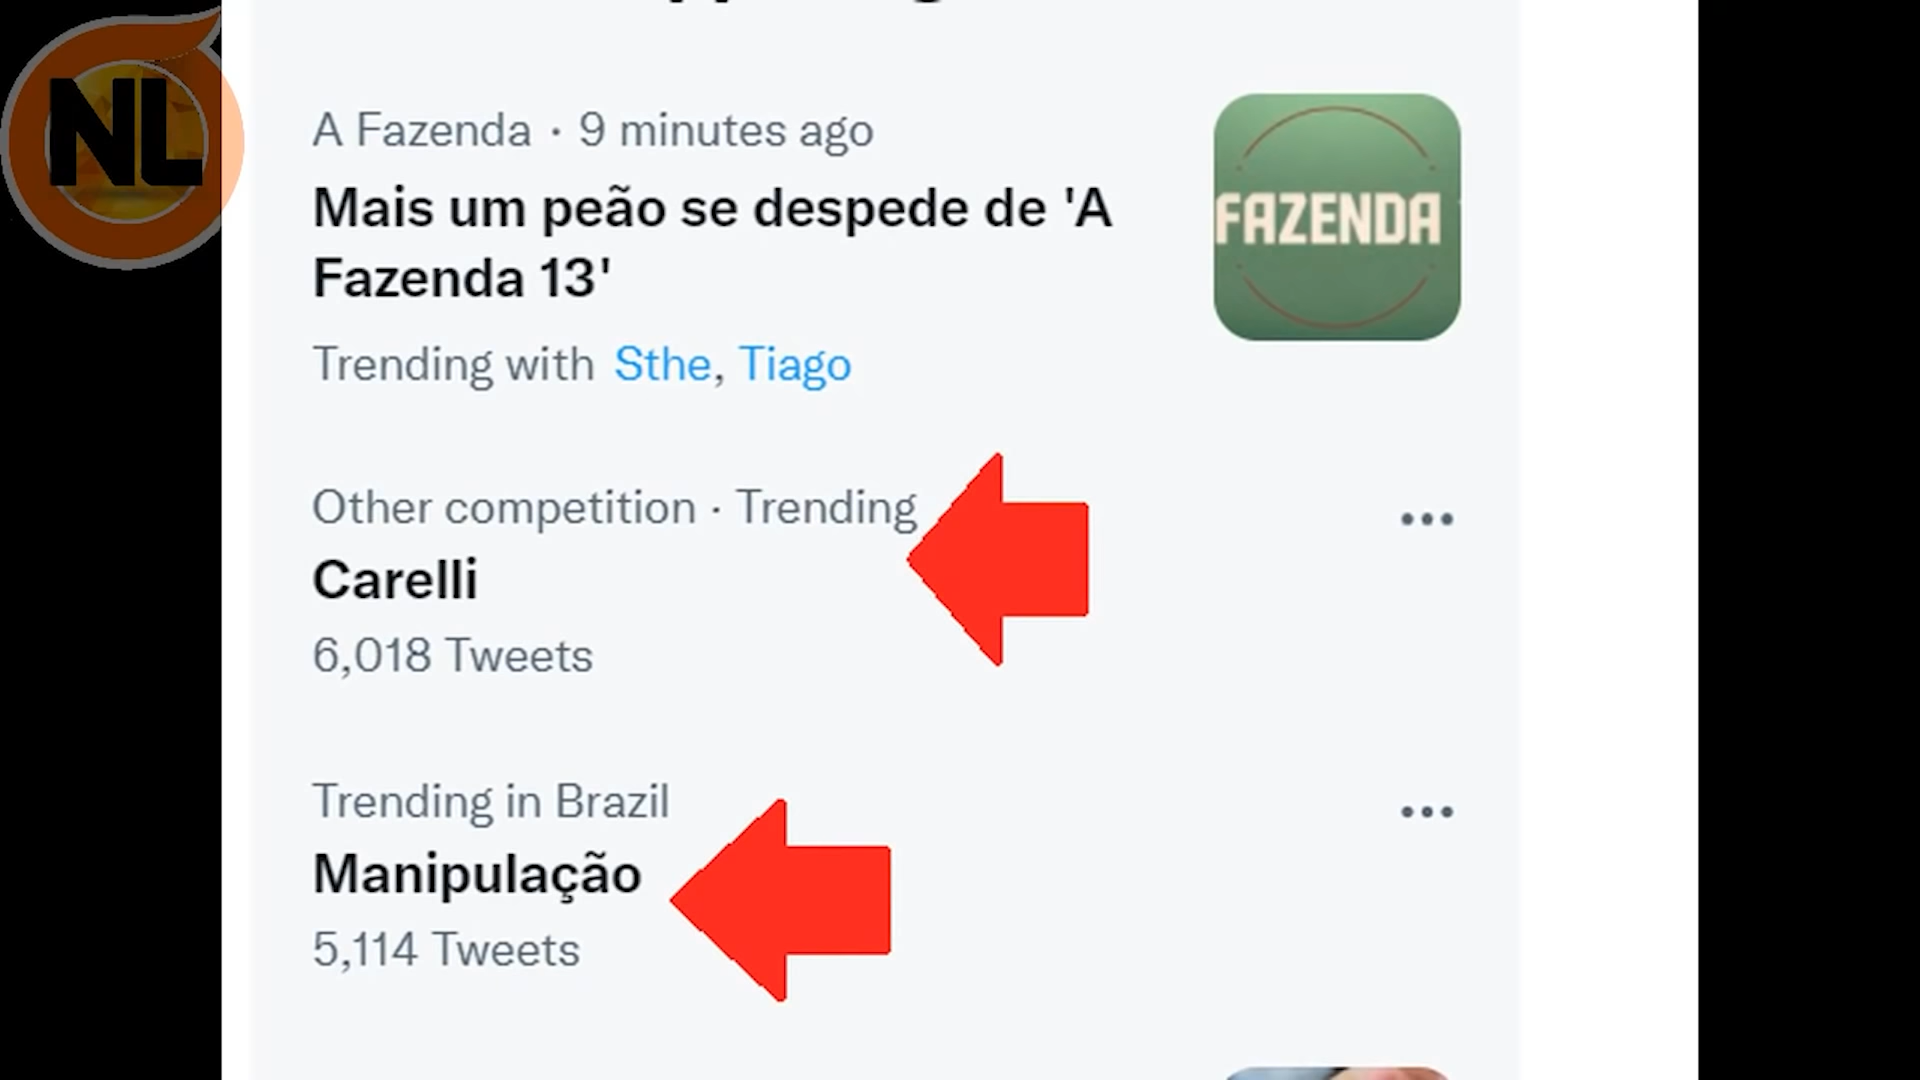 NL
A Fazenda · 9 minutes ago
Mais um peão se despede de 'A
Fazenda 13'
FAZENDA
Trending with Sthe, Tiago
Other competition · Trending
Carelli
6,018 Tweets
Trending in Brazil
Manipulação
5,114 Tweets